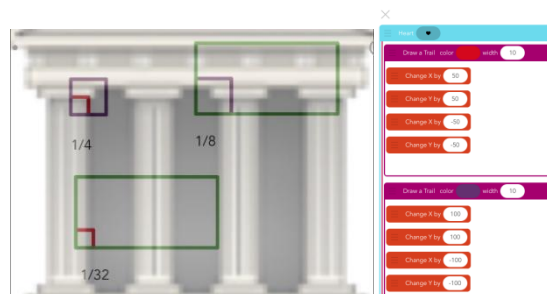 1/4
1/8
1/32
heart
Draw a Trail color width 10
Change X by 50
Change Y by 50
Change X by -50
Change Y by -50
Draw a Trail color width 10
Change X by 100
Change Y by 100
Change X by -100
Change Y by -100